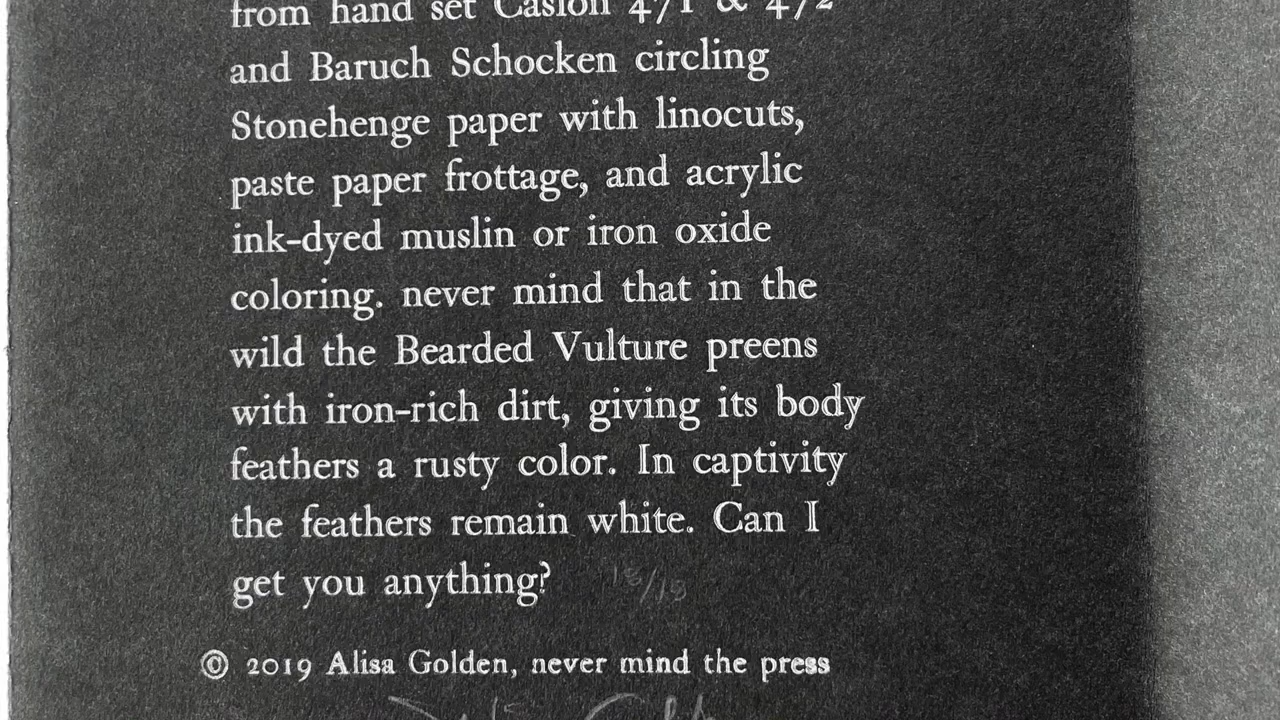 from hand set Caslon 471 & 472
and Baruch Schocken circling
Stonehenge paper with linocuts,
paste paper frottage, and acrylic
ink-dyed muslin or iron oxide
coloring. never mind that in the
wild the Bearded Vulture preens
with iron-rich dirt, giving its body
feathers a rusty color. In captivity
the feathers remain white. Can I
get you anything?
© 2019 Alisa Golden, never mind the press